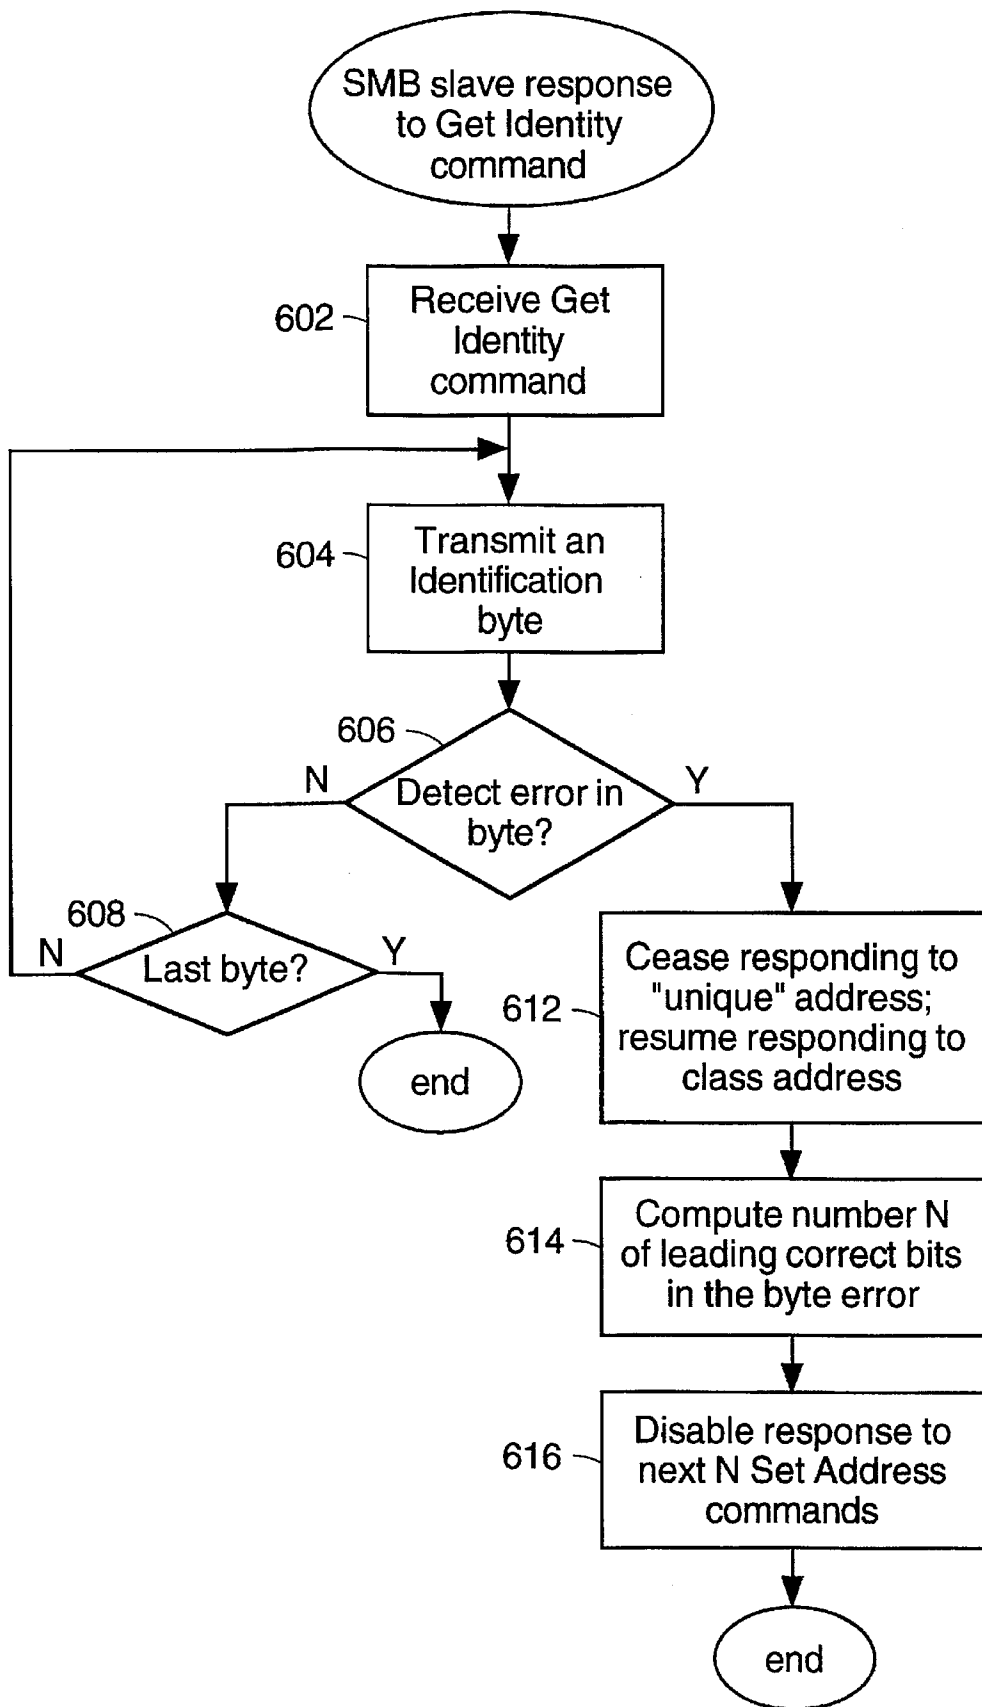 SMB slave response
to Get Identity
command
602
Receive Get
Identity
command
604
Transmit an
Identification
byte
606
N
Detect error in
byte?
Y
608
N
Last byte?
Y
end
612
Cease responding to
"unique" address;
resume responding to
class address
614
Compute number N
of leading correct bits
in the byte error
616
Disable response to
next N Set Address
commands
end